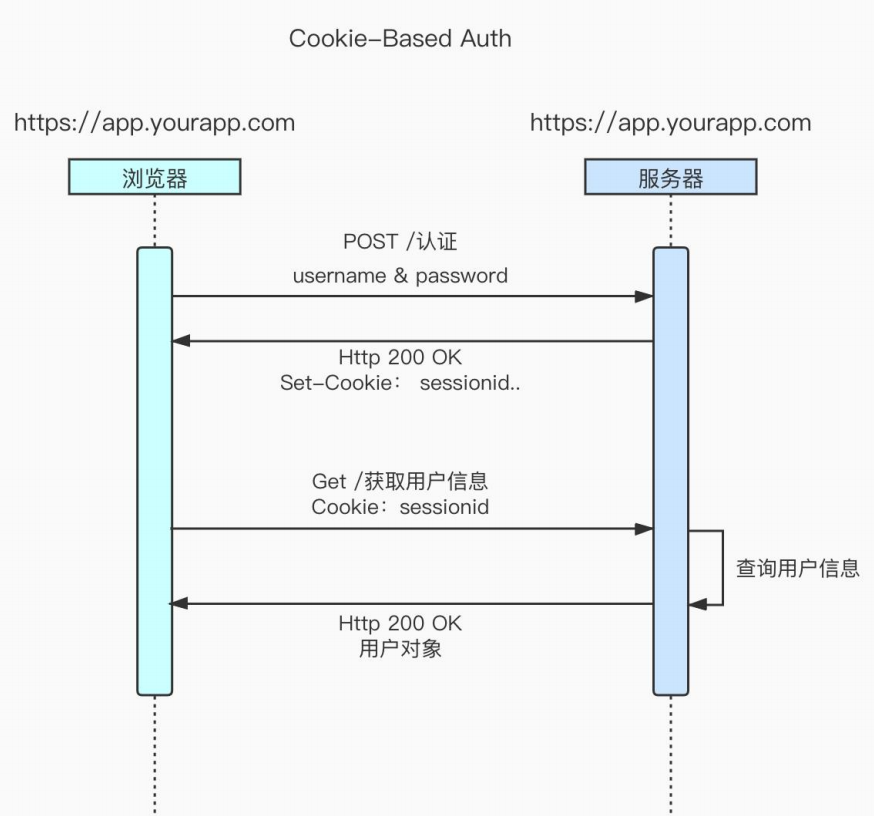 Cookie-Based Auth
https://app.yourapp.com
https://app.yourapp.com
浏览器
服务器
POST /认证
username & password
Http 200 OK
Set-Cookie： sessionid..
Get /获取用户信息
Cookie：sessionid
查询用户信息
Http 200 OK
用户对象